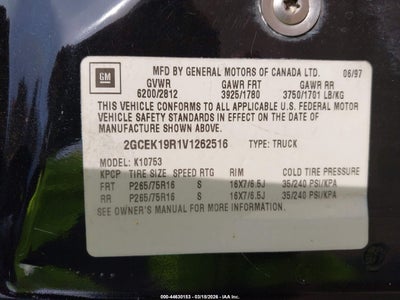 GM
MFD BY GENERAL MOTORS OF CANADA LTD. 06/97
GVWR GAWR FRT GAWR RR
6200/2812 3925/1780 3750/1701 LB/KG
THIS VEHICLE CONFORMS TO ALL APPLICABLE U.S. FEDERAL MOTOR
VEHICLE SAFETY STANDARDS IN EFFECT ON THE DATE OF
MANUFACTURE SHOWN ABOVE.
2GCEK19R1V1262516 TYPE: TRUCK
MODEL: K10753
KPCP TIRE SIZE SPEED RTG RIM COLD TIRE PRESSURE
FRT P265/75R16 S 16X7/6.5J 35/240 PSI/KPA
RR P265/75R16 S 16X7/6.5J 35/240 PSI/KPA
SEE OWNER'S MANUAL FOR MORE INFORMATION.
000-44630153 - 03/18/2026 - IAA Inc.